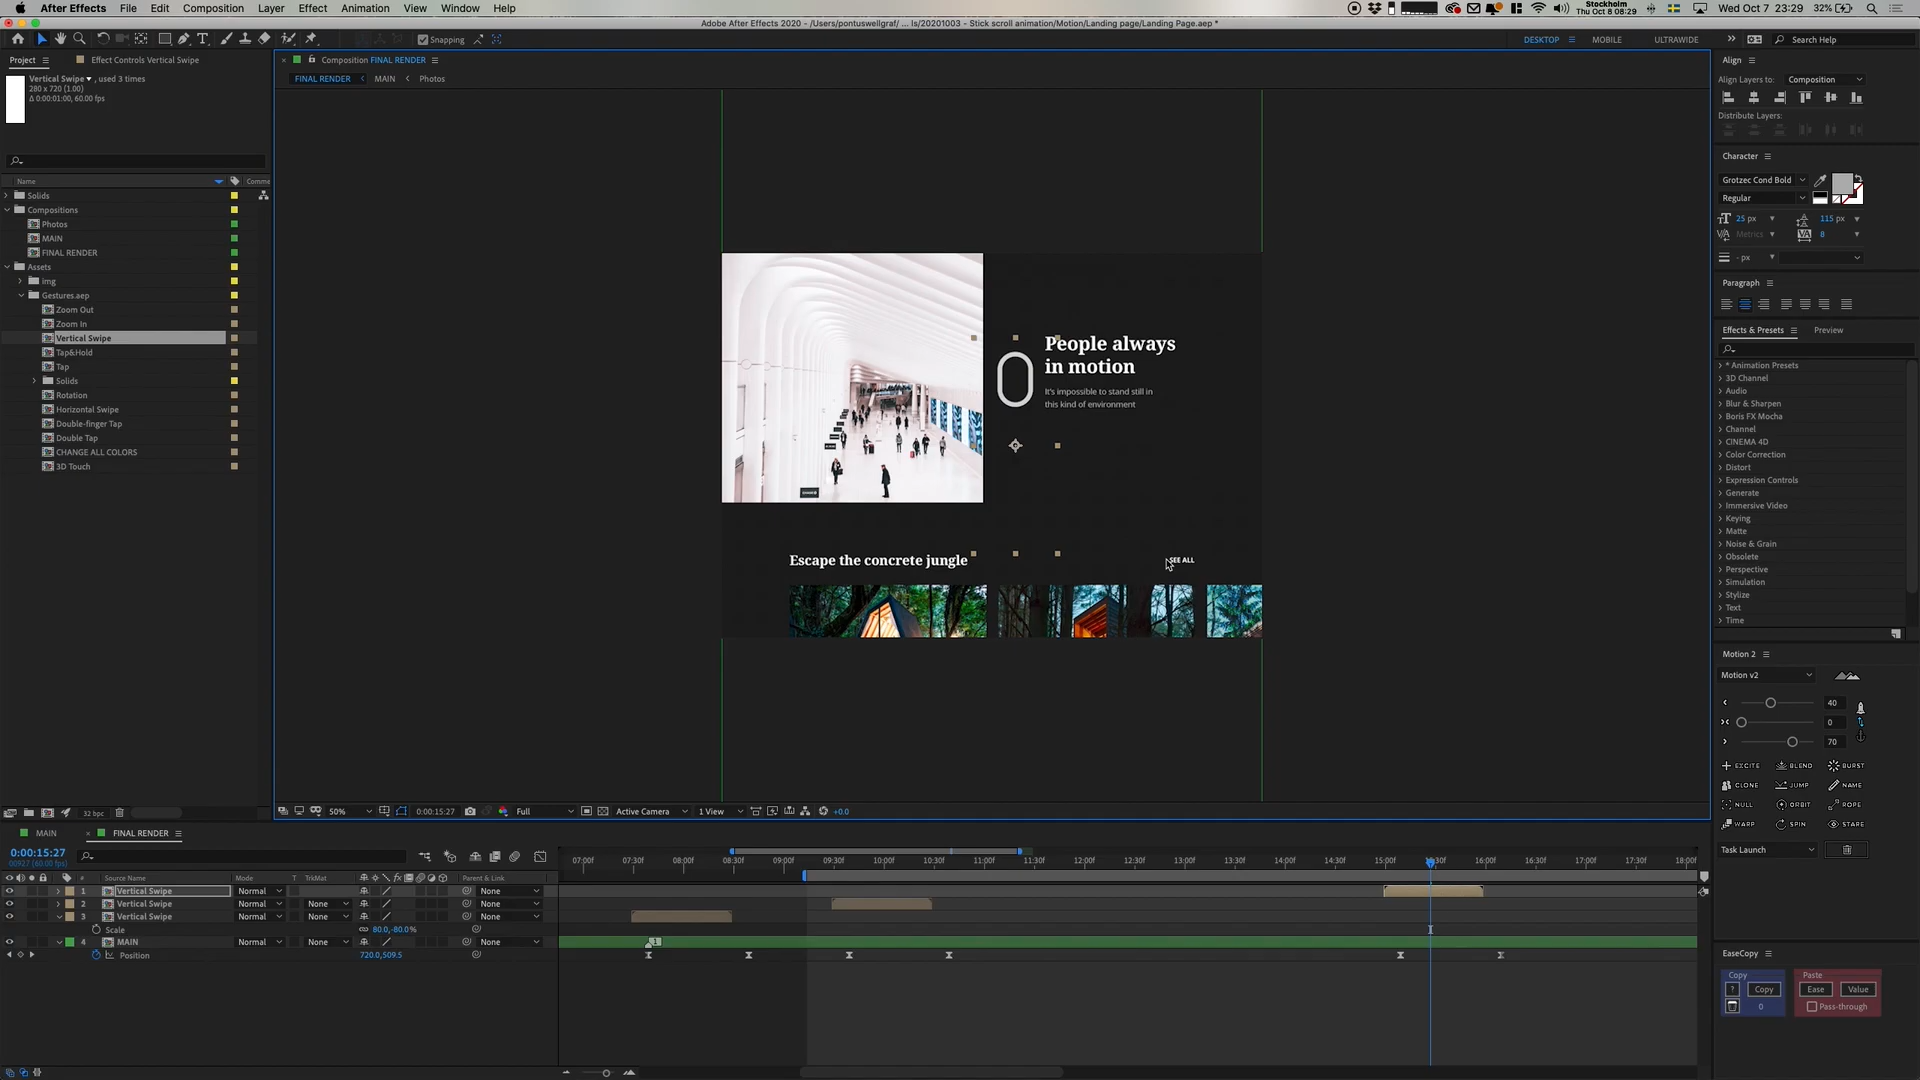 After Effects File Edit Composition Layer Effect Animation View Window Help
Stockholm
Thu Oct 8 08:29
Wed Oct 7 23:29 32%
Adobe After Effects 2020 - /Users/pontuswellgraf/ ... ls/20201003 - Stick scroll animation/Motion/Landing page/Landing Page.aep *
Snapping
DESKTOP MOBILE ULTRAWIDE
Search Help
Project
Effect Controls Vertical Swipe
Vertical Swipe, used 3 times
280 x 720 (1.00)
Δ 0:00:01:00, 60.00 fps
Name Comme
Solids
Compositions
Photos
MAIN
FINAL RENDER
Assets
img
Gestures.aep
Zoom Out
Zoom In
Vertical Swipe
Tap&Hold
Tap
Solids
Rotation
Horizontal Swipe
Double-finger Tap
Double Tap
CHANGE ALL COLORS
3D Touch
32 bpc
Composition FINAL RENDER
FINAL RENDER MAIN Photos
People always
in motion
It's impossible to stand still in
this kind of environment
Escape the concrete jungle
SEE ALL
50% 0:00:15:27 Full Active Camera 1 View +0.0
Align
Align Layers to: Composition
Distribute Layers:
Character
Grotzec Cond Bold
Regular
25 px 115 px
Metrics 8
- px
Paragraph
Effects & Presets Preview
* Animation Presets
3D Channel
Audio
Blur & Sharpen
Boris FX Mocha
Channel
CINEMA 4D
Color Correction
Distort
Expression Controls
Generate
Immersive Video
Keying
Matte
Noise & Grain
Obsolete
Perspective
Simulation
Stylize
Text
Time
Motion 2
Motion v2
40
0
70
EXCITE BLEND BURST
CLONE JUMP NAME
NULL ORBIT ROPE
WARP SPIN STARE
Task Launch
EaseCopy
Copy Paste
? Copy Ease Value
0 Pass-through
MAIN FINAL RENDER
0:00:15:27
00927 (60.00 fps)
07:00f 07:30f 08:00f 08:30f 09:00f 09:30f 10:00f 10:30f 11:00f 11:30f 12:00f 12:30f 13:00f 13:30f 14:00f 14:30f 15:00f 15:30f 16:00f 16:30f 17:00f 17:30f 18:00f
# Source Name Mode T TrkMat Parent & Link
1 Vertical Swipe Normal None
2 Vertical Swipe Normal None None
3 Vertical Swipe Normal None None
Scale 80.0,-80.0%
4 MAIN Normal None None
1
Position 720.0,509.5